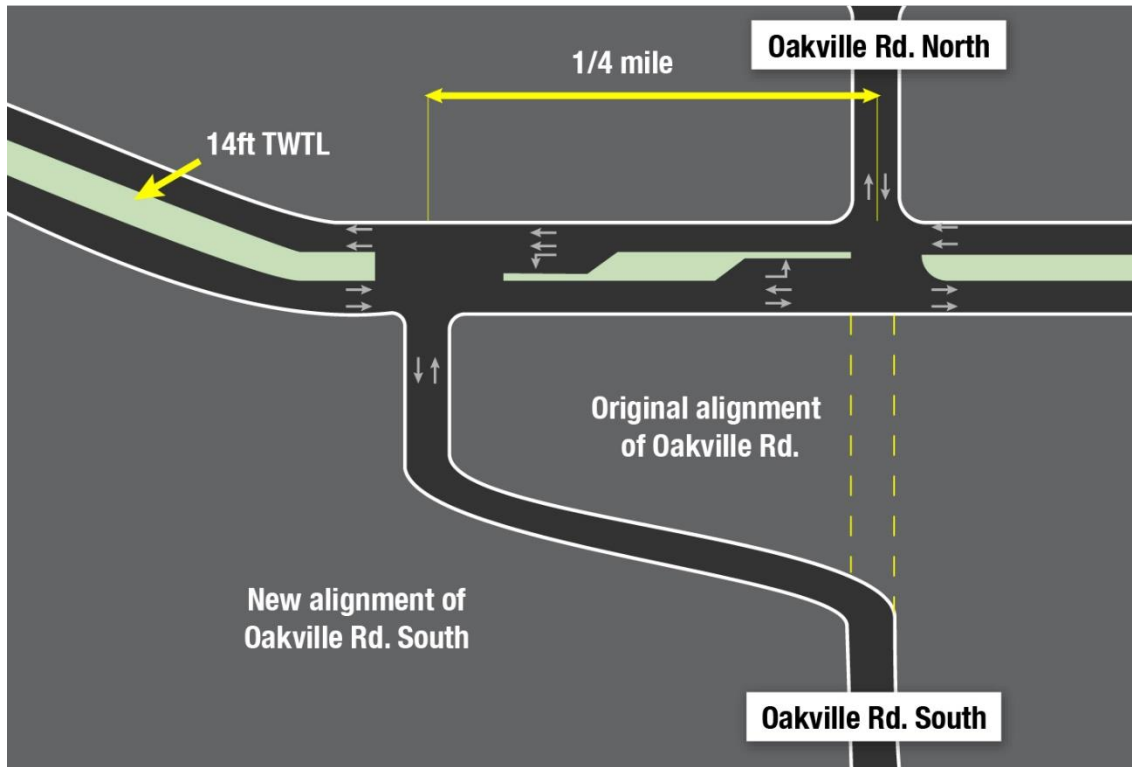 Oakville Rd. North
1/4 mile
14ft TWTL
Original alignment
of Oakville Rd.
New alignment of
Oakville Rd. South
Oakville Rd. South